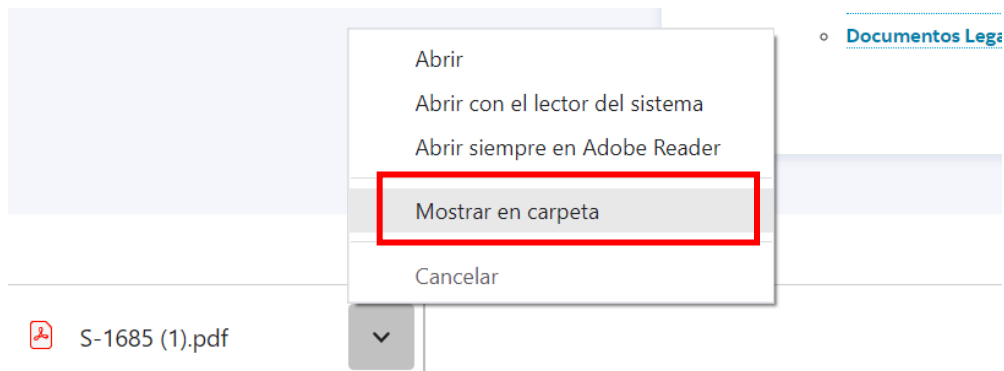 Documentos
Abrir
Abrir con el lector del sistema
Abrir siempre en Adobe Reader
Mostrar en carpeta
Cancelar
S-1685 (1).pdf